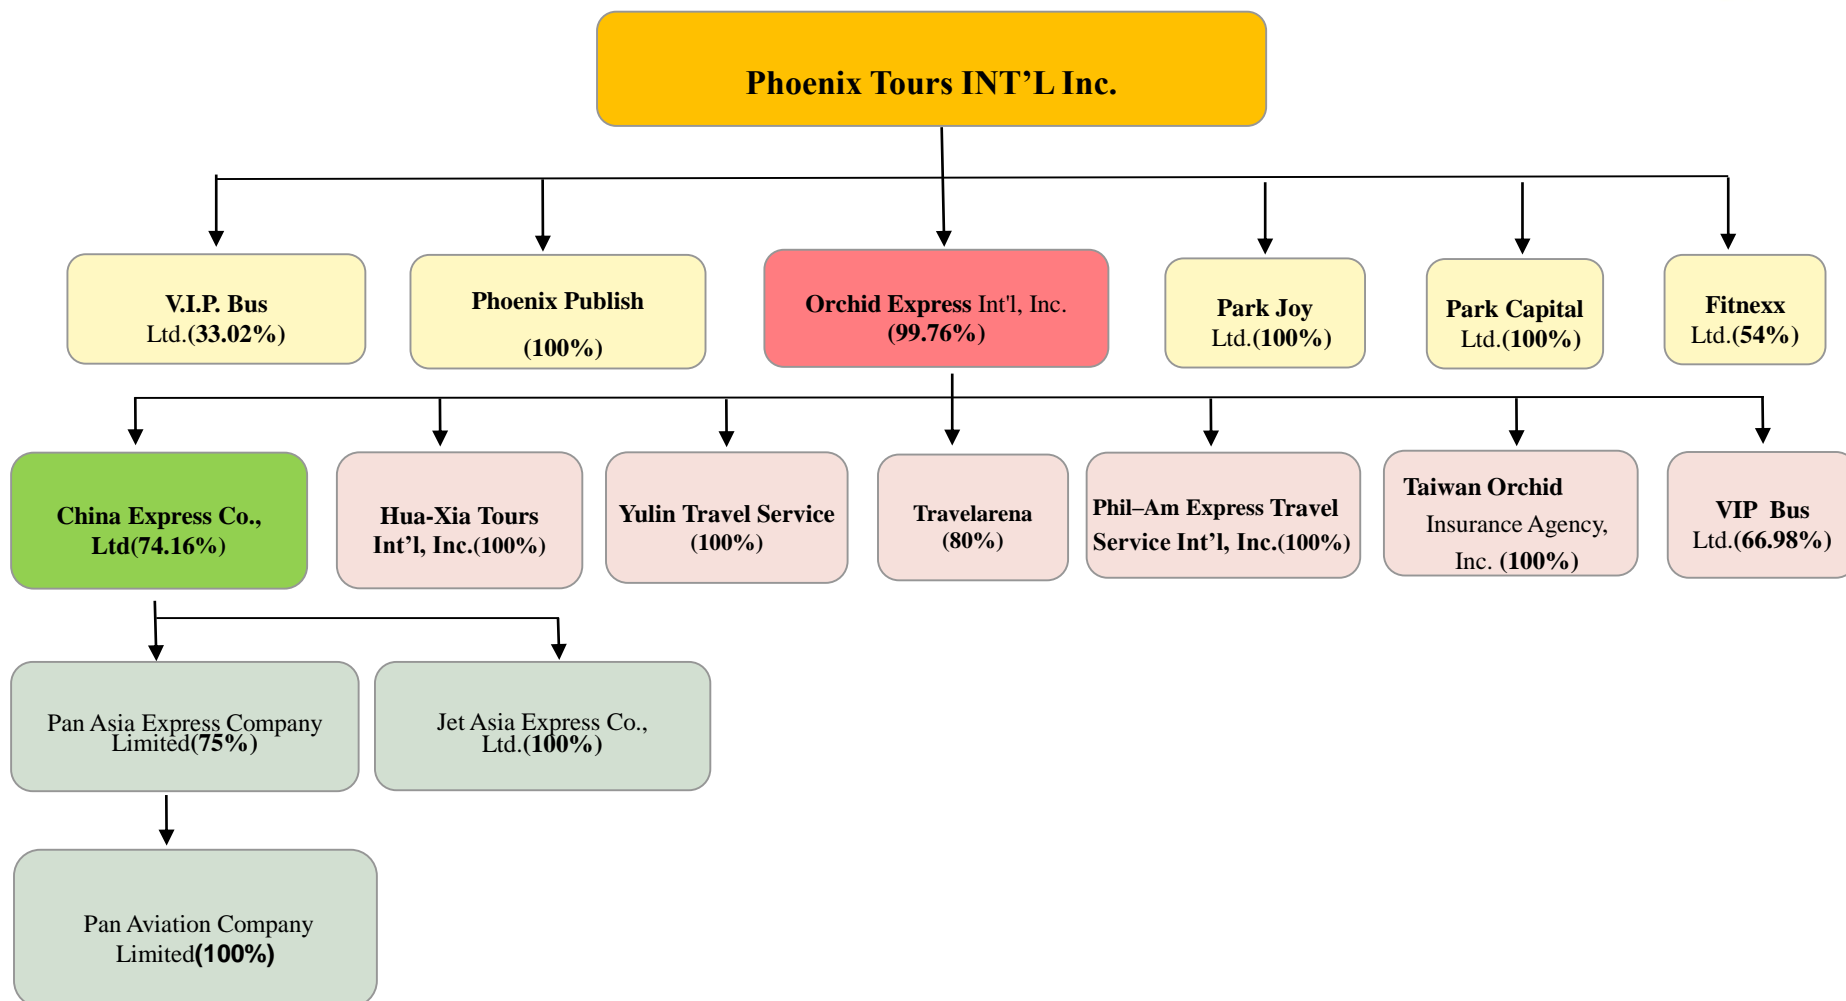 Phoenix Tours INT’L Inc.
V.I.P. Bus
Ltd.(33.02%)
Phoenix Publish
(100%)
Orchid Express Int'l, Inc.
(99.76%)
Park Joy
Ltd.(100%)
Park Capital
Ltd.(100%)
Fitnexx
Ltd.(54%)
China Express Co.,
Ltd(74.16%)
Hua-Xia Tours
Int’l, Inc.(100%)
Yulin Travel Service
(100%)
Travelarena
(80%)
Phil–Am Express Travel
Service Int’l, Inc.(100%)
Taiwan Orchid
Insurance Agency,
Inc. (100%)
VIP  Bus
Ltd.(66.98%)
Pan Asia Express Company
Limited(75%)
Jet Asia Express Co.,
Ltd.(100%)
Pan Aviation Company
Limited(100%)